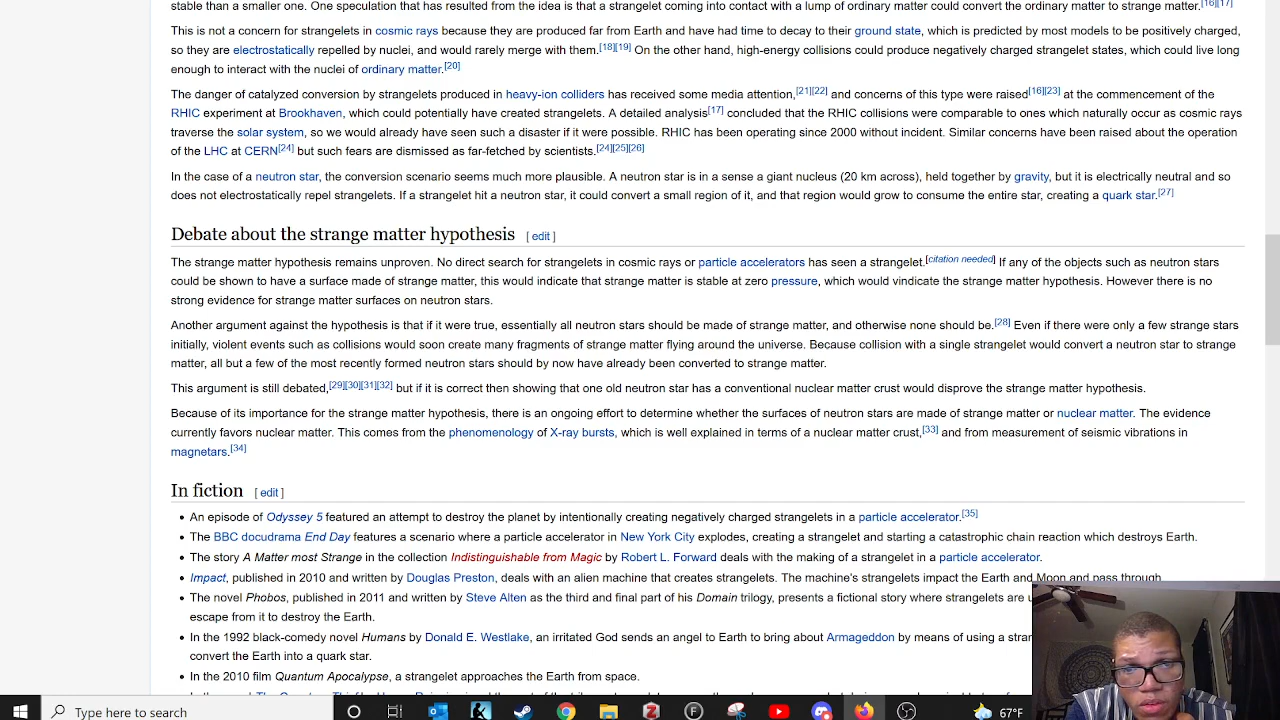 stable than a smaller one. One speculation that has resulted from the idea is that a strangelet coming into contact with a lump of ordinary matter could convert the ordinary matter to strange matter.[16][17]
This is not a concern for strangelets in cosmic rays because they are produced far from Earth and have had time to decay to their ground state, which is predicted by most models to be positively charged,
so they are electrostatically repelled by nuclei, and would rarely merge with them.[18][19] On the other hand, high-energy collisions could produce negatively charged strangelet states, which could live long
enough to interact with the nuclei of ordinary matter.[20]
The danger of catalyzed conversion by strangelets produced in heavy-ion colliders has received some media attention,[21][22] and concerns of this type were raised[16][23] at the commencement of the
RHIC experiment at Brookhaven, which could potentially have created strangelets. A detailed analysis[17] concluded that the RHIC collisions were comparable to ones which naturally occur as cosmic rays
traverse the solar system, so we would already have seen such a disaster if it were possible. RHIC has been operating since 2000 without incident. Similar concerns have been raised about the operation
of the LHC at CERN[24] but such fears are dismissed as far-fetched by scientists.[24][25][26]
In the case of a neutron star, the conversion scenario seems much more plausible. A neutron star is in a sense a giant nucleus (20 km across), held together by gravity, but it is electrically neutral and so
does not electrostatically repel strangelets. If a strangelet hit a neutron star, it could convert a small region of it, and that region would grow to consume the entire star, creating a quark star.[27]
Debate about the strange matter hypothesis [ edit ]
The strange matter hypothesis remains unproven. No direct search for strangelets in cosmic rays or particle accelerators has seen a strangelet.[citation needed] If any of the objects such as neutron stars
could be shown to have a surface made of strange matter, this would indicate that strange matter is stable at zero pressure, which would vindicate the strange matter hypothesis. However there is no
strong evidence for strange matter surfaces on neutron stars.
Another argument against the hypothesis is that if it were true, essentially all neutron stars should be made of strange matter, and otherwise none should be.[28] Even if there were only a few strange stars
initially, violent events such as collisions would soon create many fragments of strange matter flying around the universe. Because collision with a single strangelet would convert a neutron star to strange
matter, all but a few of the most recently formed neutron stars should by now have already been converted to strange matter.
This argument is still debated,[29][30][31][32] but if it is correct then showing that one old neutron star has a conventional nuclear matter crust would disprove the strange matter hypothesis.
Because of its importance for the strange matter hypothesis, there is an ongoing effort to determine whether the surfaces of neutron stars are made of strange matter or nuclear matter. The evidence
currently favors nuclear matter. This comes from the phenomenology of X-ray bursts, which is well explained in terms of a nuclear matter crust,[33] and from measurement of seismic vibrations in
magnetars.[34]
In fiction [ edit ]
• An episode of Odyssey 5 featured an attempt to destroy the planet by intentionally creating negatively charged strangelets in a particle accelerator.[35]
• The BBC docudrama End Day features a scenario where a particle accelerator in New York City explodes, creating a strangelet and starting a catastrophic chain reaction which destroys Earth.
• The story A Matter most Strange in the collection Indistinguishable from Magic by Robert L. Forward deals with the making of a strangelet in a particle accelerator.
• Impact, published in 2010 and written by Douglas Preston, deals with an alien machine that creates strangelets. The machine's strangelets impact the Earth and Moon and pass through.
• The novel Phobos, published in 2011 and written by Steve Alten as the third and final part of his Domain trilogy, presents a fictional story where strangelets are
escape from it to destroy the Earth.
• In the 1992 black-comedy novel Humans by Donald E. Westlake, an irritated God sends an angel to Earth to bring about Armageddon by means of using a
convert the Earth into a quark star.
• In the 2010 film Quantum Apocalypse, a strangelet approaches the Earth from space.
Type here to search
67°F